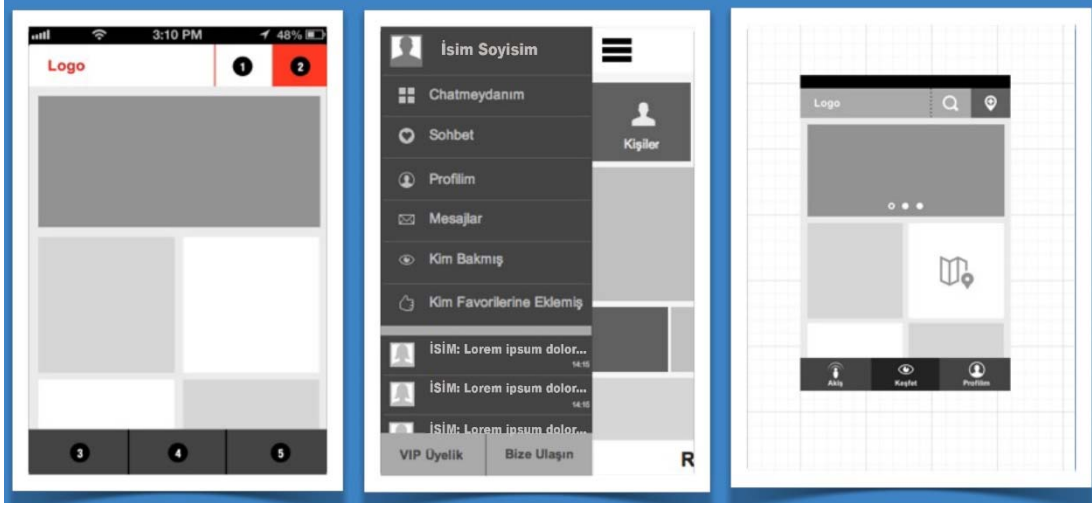 3:10 PM
48%
Logo
1
2
3
4
5
İsim Soyisim
Chatmeydanım
Sohbet
Profilim
Mesajlar
Kim Bakmış
Kim Favorilerine Eklemiş
İSİM: Lorem ipsum dolor...
14:15
İSİM: Lorem ipsum dolor...
14:15
İSİM: Lorem ipsum dolor...
VIP Üyelik
Bize Ulaşın
Kişiler
R
Logo
Akış
Keşfet
Profilim